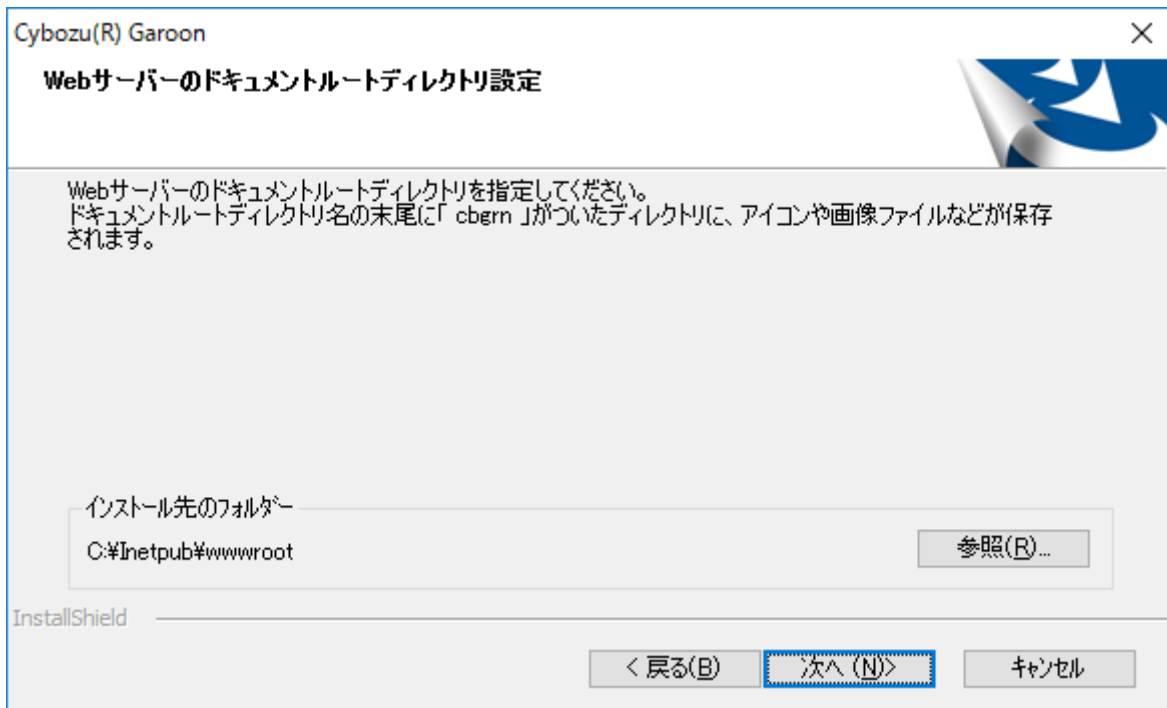 Cybozu(R) Garoon
Webサーバーのドキュメントルートディレクトリ設定
Webサーバーのドキュメントルートディレクトリを指定してください。
ドキュメントルートディレクトリ名の末尾に「 cbgrn 」がついたディレクトリに、アイコンや画像ファイルなどが保存
されます。
インストール先のフォルダー
C:¥Inetpub¥wwwroot
参照(R)...
InstallShield
< 戻る(B)
次へ (N)>
キャンセル